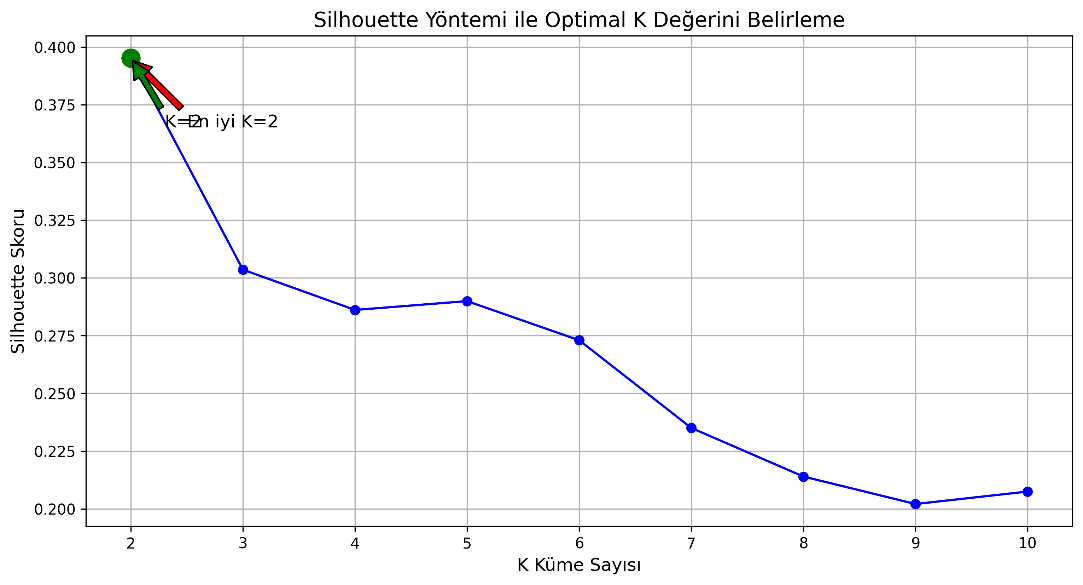 Silhouette Yöntemi ile Optimal K Değerini Belirleme
Silhouette Skoru
0.400
0.375
0.350
0.325
0.300
0.275
0.250
0.225
0.200
K=2
En iyi K=2
2 3 4 5 6 7 8 9 10
K Küme Sayısı